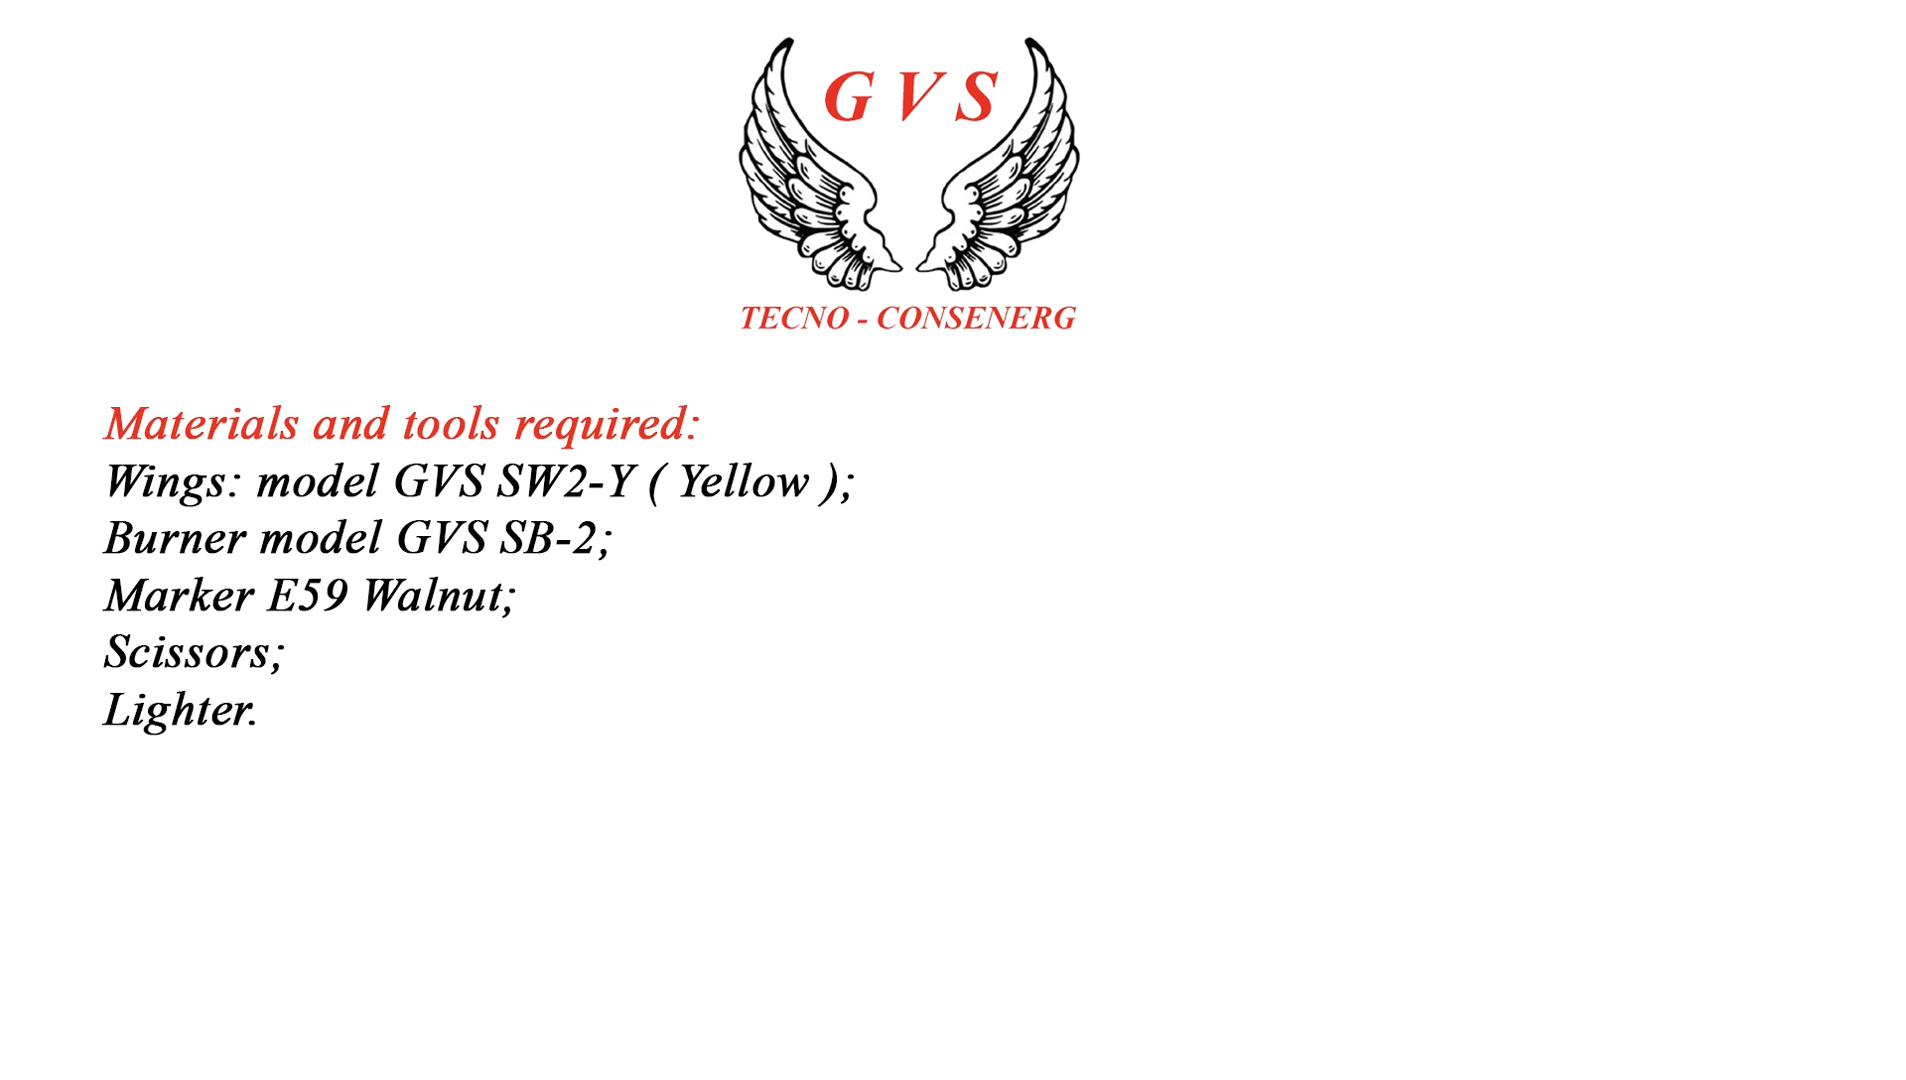 G V S
TECNO - CONSENERG
Materials and tools required:
Wings: model GVS SW2-Y ( Yellow );
Burner model GVS SB-2;
Marker E59 Walnut;
Scissors;
Lighter.